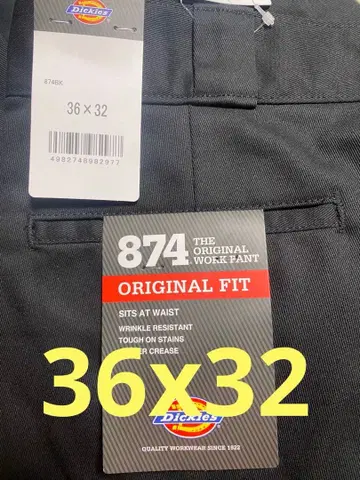 Dickies
874BK
36×32
4982746992977
874 THE ORIGINAL WORK PANT
ORIGINAL FIT
SITS AT WAIST
WRINKLE RESISTANT
TOUGH ON STAINS
CREASE
36x32
Dickies
QUALITY WORKWEAR SINCE 1922